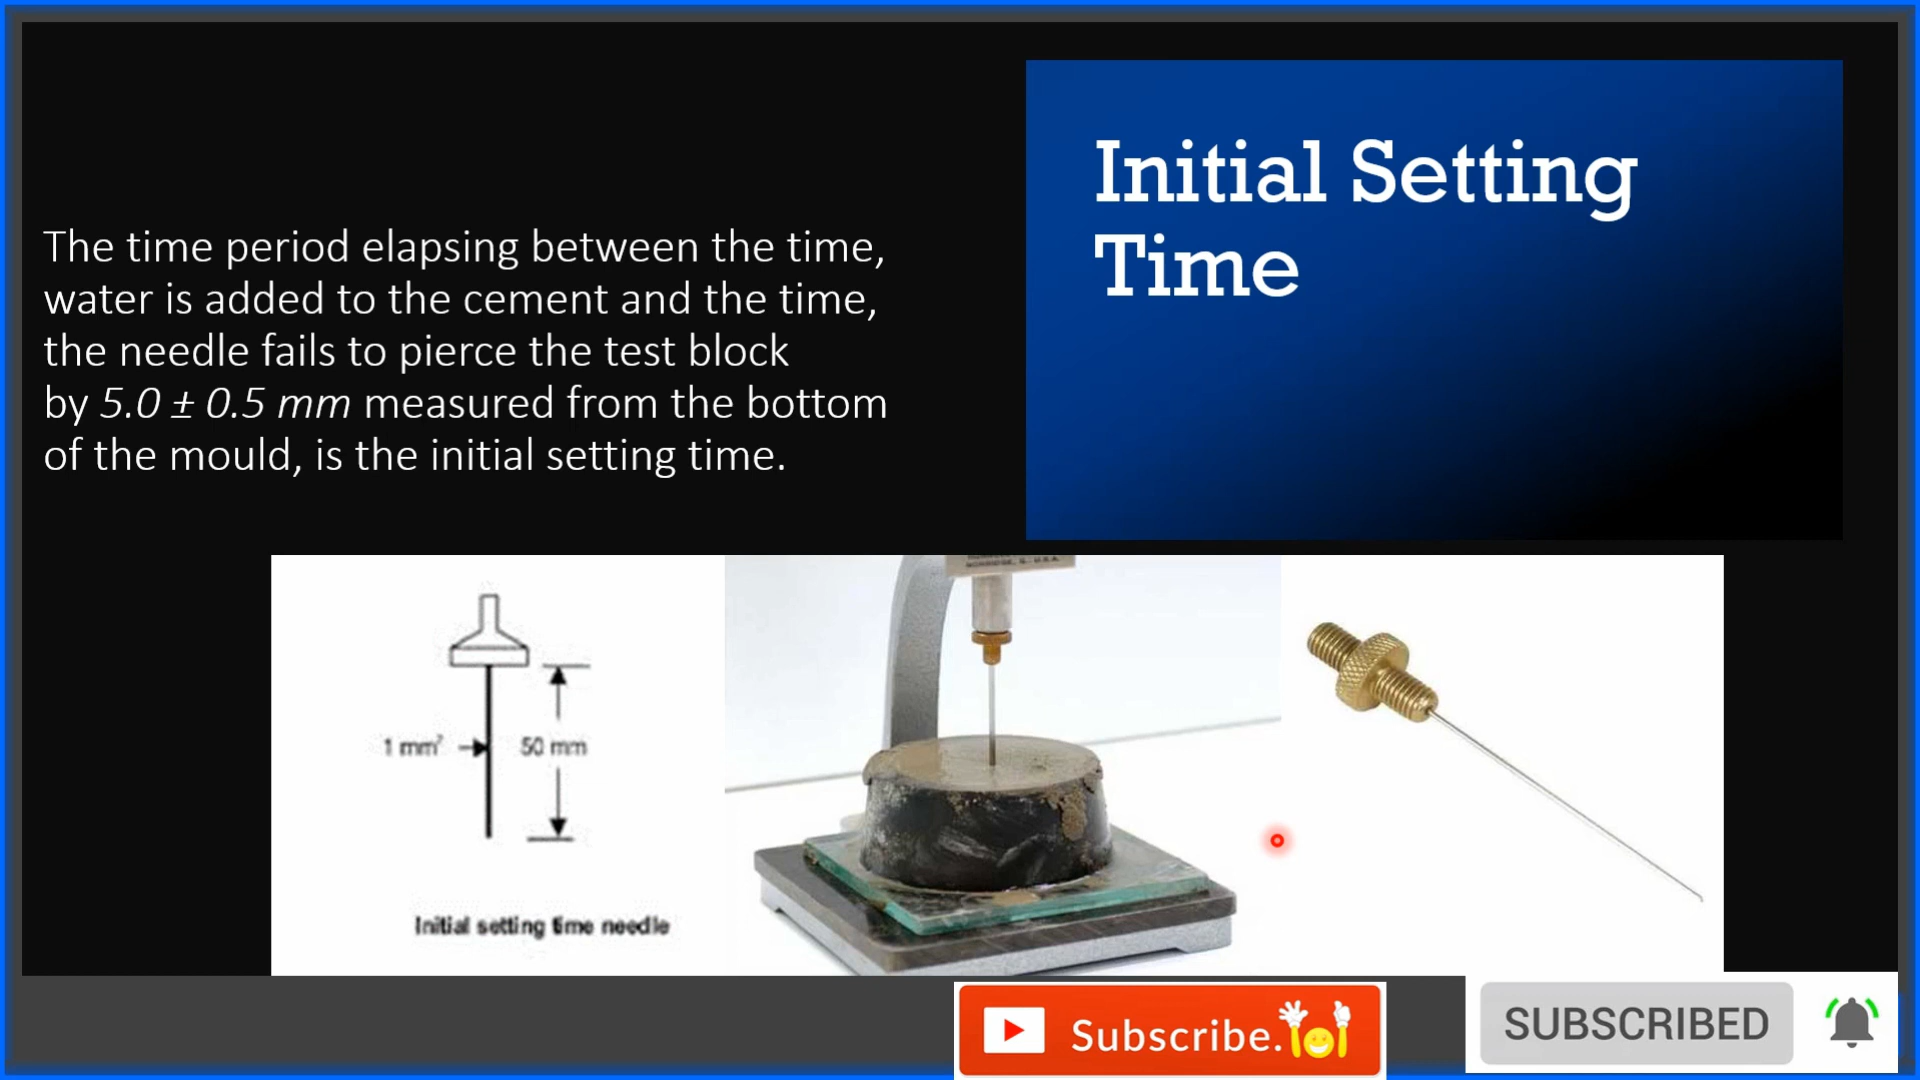 Initial Setting
Time
The time period elapsing between the time,
water is added to the cement and the time,
the needle fails to pierce the test block
by 5.0 ± 0.5 mm measured from the bottom
of the mould, is the initial setting time.
1 mm²
50 mm
Initial setting time needle
Subscribe.
SUBSCRIBED